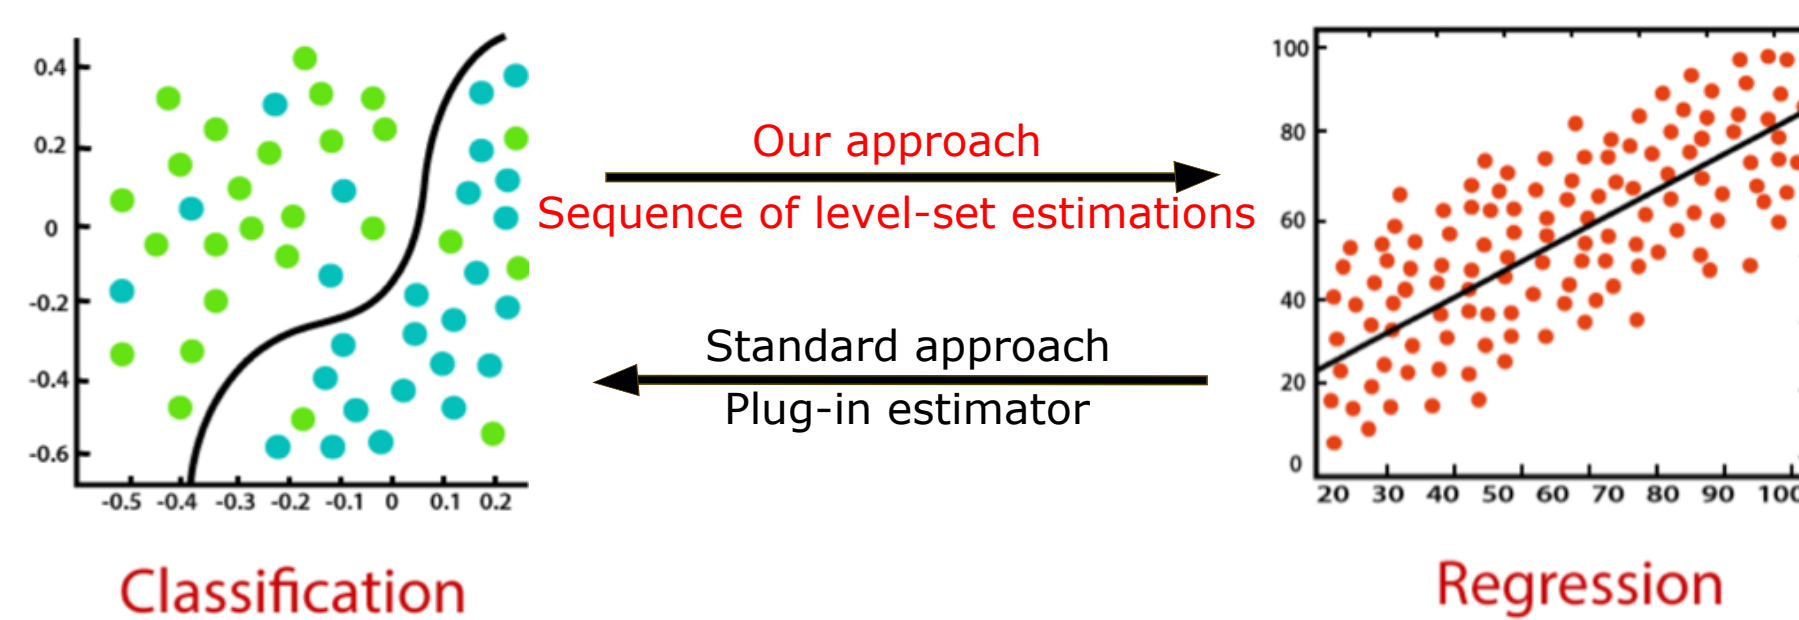 0.4
0.2
0
-0.2
-0.4
-0.6
-0.5 -0.4 -0.3 -0.2 -0.1 0 0.1 0.2
Classification
Our approach
Sequence of level-set estimations
Standard approach
Plug-in estimator
100
80
60
40
20
0
20 30 40 50 60 70 80 90 100
Regression